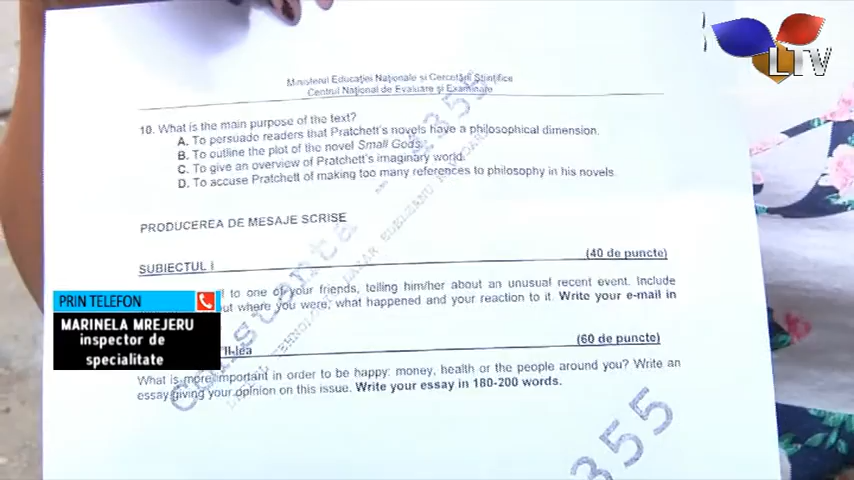 LTV
Ministerul Educației Naționale și Cercetării Științifice
Centrul Național de Evaluare și Examinare
10. What is the main purpose of the text?
A. To persuade readers that Pratchett's novels have a philosophical dimension.
B. To outline the plot of the novel Small Gods.
C. To give an overview of Pratchett's imaginary world.
D. To accuse Pratchett of making too many references to philosophy in his novels.
PRODUCEREA DE MESAJE SCRISE
SUBIECTUL I (40 de puncte)
to one of your friends, telling him/her about an unusual recent event. Include
where you were, what happened and your reaction to it. Write your e-mail in
II-lea (60 de puncte)
What is more important in order to be happy: money, health or the people around you? Write an
essay giving your opinion on this issue. Write your essay in 180-200 words.
PRIN TELEFON
MARINELA MREJERU
inspector de
specialitate
355